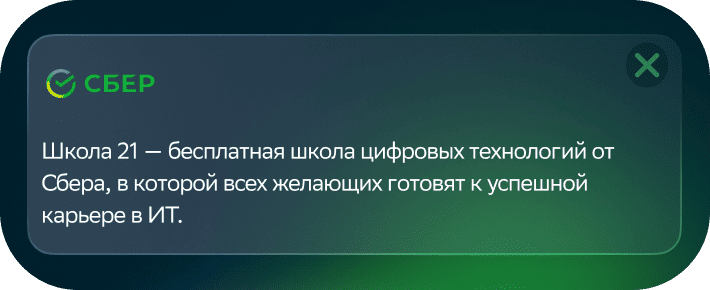 СБЕР
Школа 21 — бесплатная школа цифровых технологий от
Сбера, в которой всех желающих готовят к успешной
карьере в ИТ.